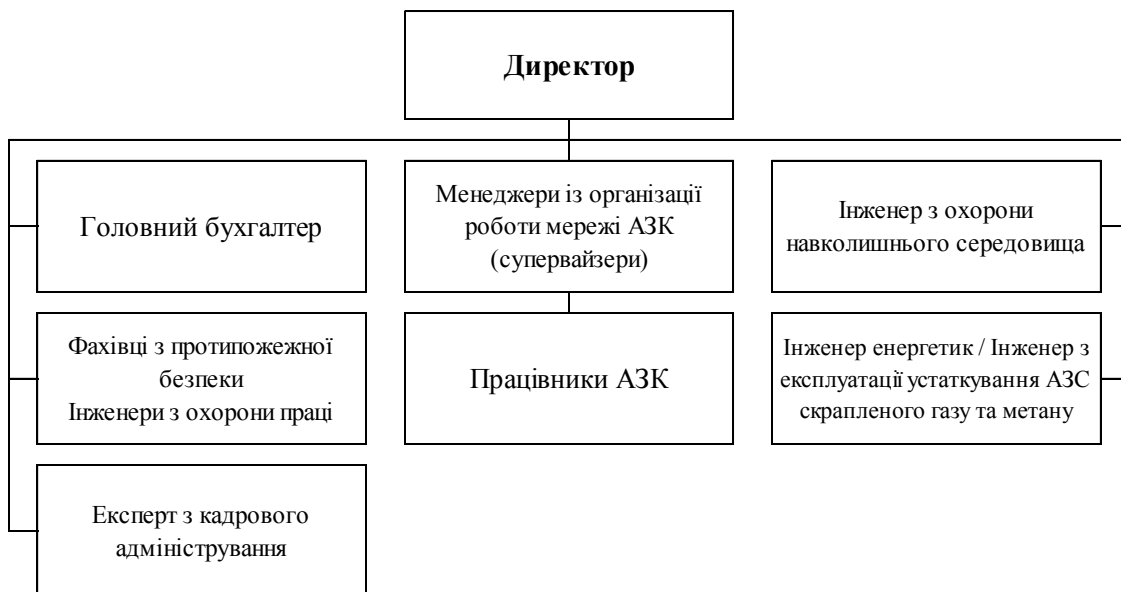 Директор
Головний бухгалтер
Менеджери із організації
роботи мережі АЗК
(супервайзери)
Інженер з охорони
навколишнього середовища
Фахівці з протипожежної
безпеки
Інженери з охорони праці
Працівники АЗК
Інженер енергетик / Інженер з
експлуатації устаткування АЗС
скрапленого газу та метану
Експерт з кадрового
адміністрування